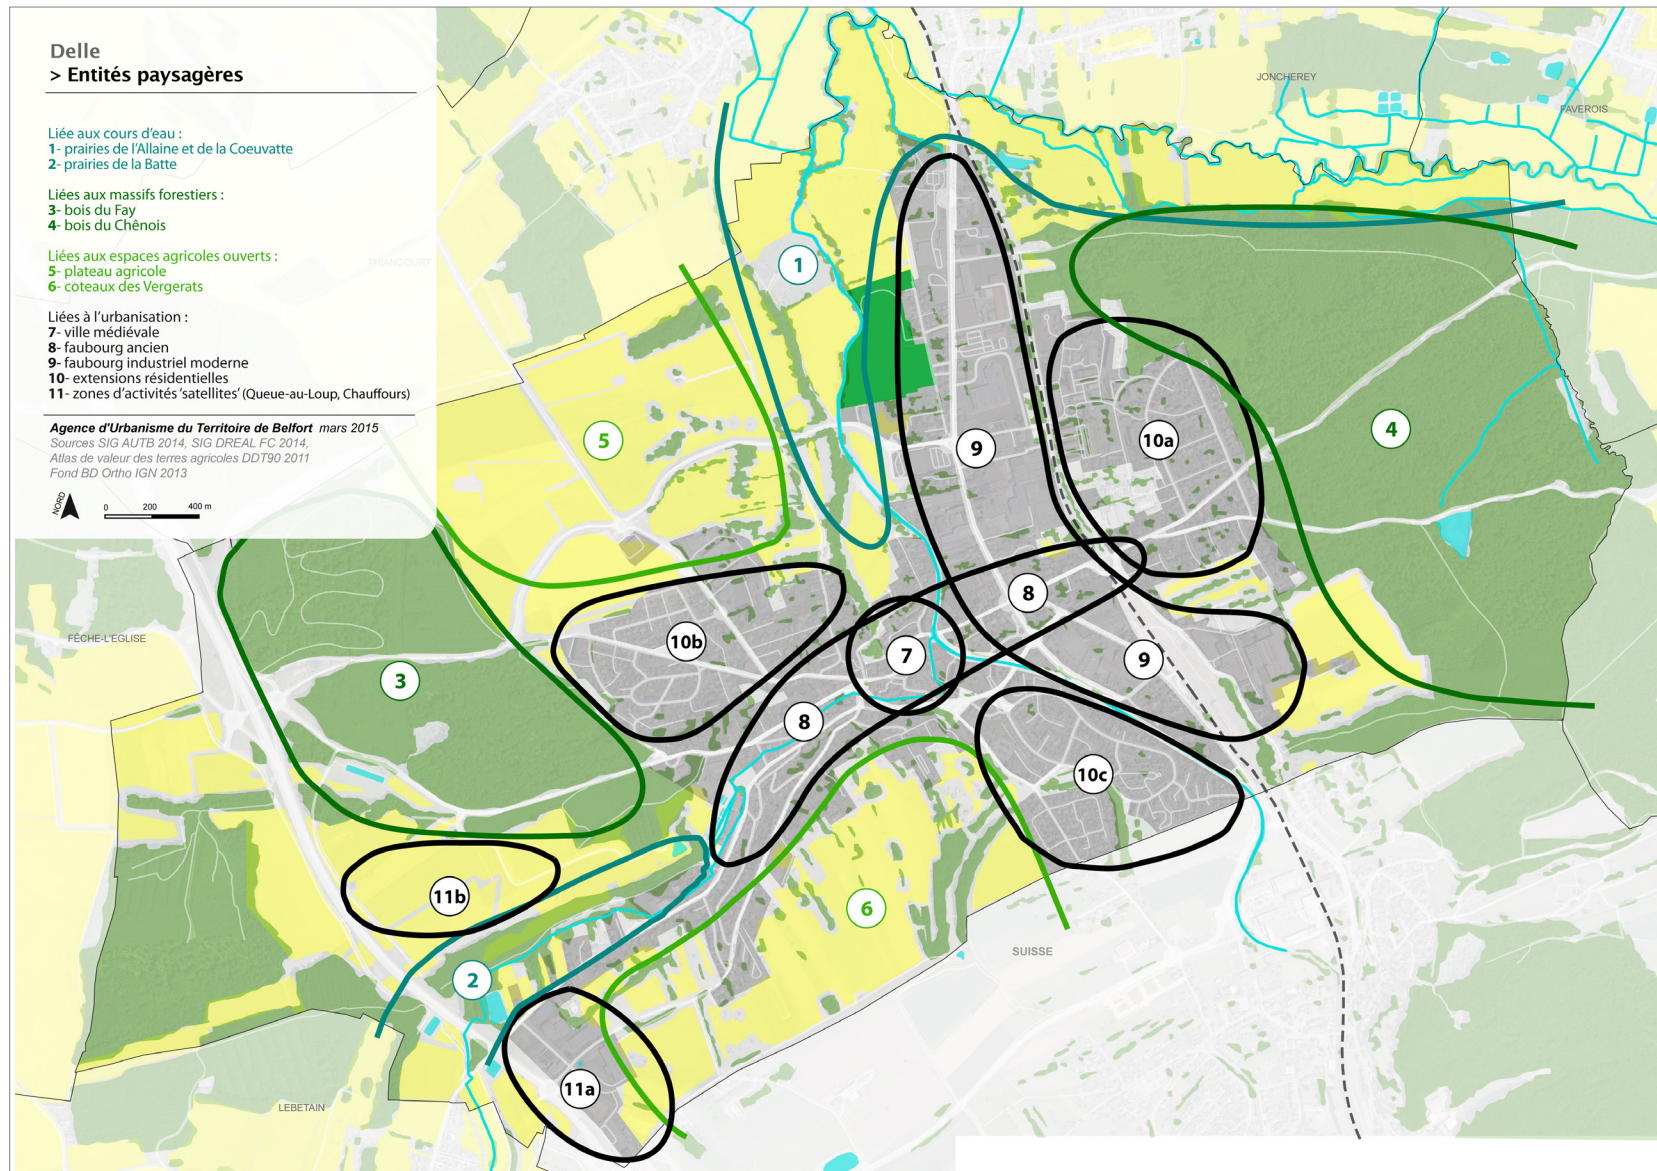 Delle
> Entités paysagères
Liée aux cours d'eau :
1- prairies de l'Allaine et de la Coeuvatte
2- prairies de la Batte
Liées aux massifs forestiers :
3- bois du Fay
4- bois du Chênois
Liées aux espaces agricoles ouverts :
5- plateau agricole
6- coteaux des Vergerats
Liées à l'urbanisation :
7- ville médiévale
8- faubourg ancien
9- faubourg industriel moderne
10- extensions résidentielles
11- zones d'activités 'satellites' (Queue-au-Loup, Chauffours)
Agence d'Urbanisme du Territoire de Belfort mars 2015
Sources SIG AUTB 2014, SIG DREAL FC 2014,
Atlas de valeur des terres agricoles DDT90 2011
Fond BD Ortho IGN 2013
NORD
0 200 400 m
THIANCOURT
JONCHEREY
FAVEROIS
1
5
9
10a
4
8
FÊCHE-L'EGLISE
10b
7
9
3
8
10c
11b
6
2
SUISSE
11a
LEBETAIN